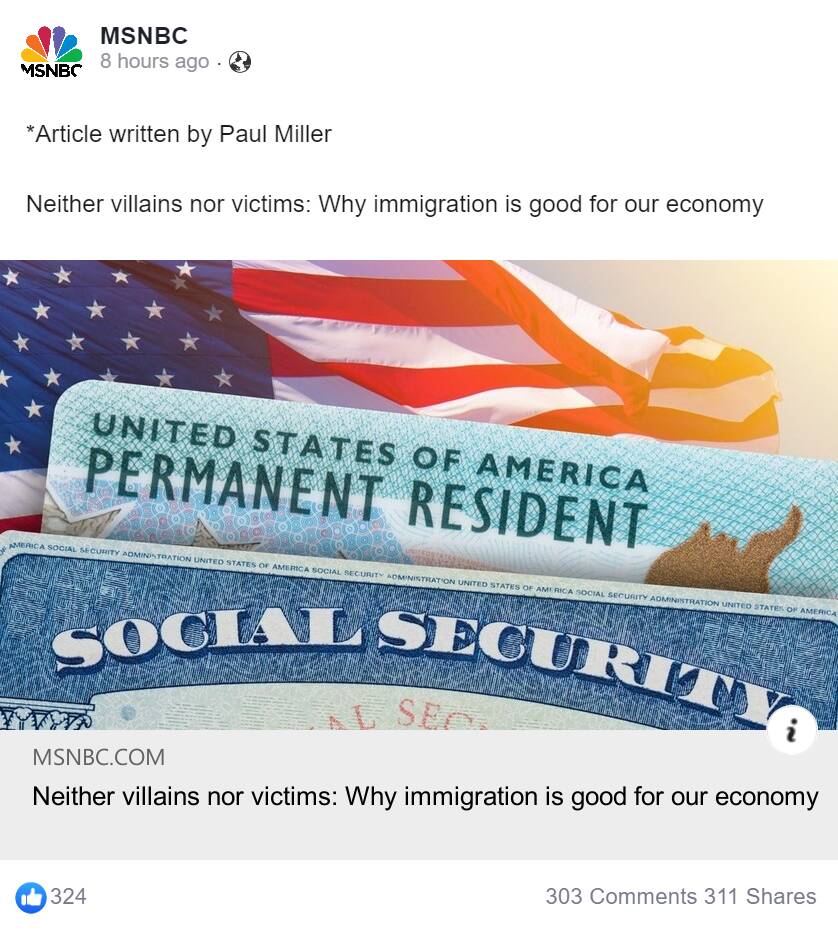 MSNBC
MSNBC
8 hours ago ·
*Article written by Paul Miller
Neither villains nor victims: Why immigration is good for our economy
UNITED STATES OF AMERICA
PERMANENT RESIDENT
OF AMERICA SOCIAL SECURITY ADMINISTRATION UNITED STATES OF AMERICA SOCIAL SECURITY ADMINISTRATION UNITED STATES OF AMERICA SOCIAL SECURITY ADMINISTRATION UNITED STATES OF AMERICA
SOCIAL SECURITY
AL SEC
i
MSNBC.COM
Neither villains nor victims: Why immigration is good for our economy
324
303 Comments 311 Shares